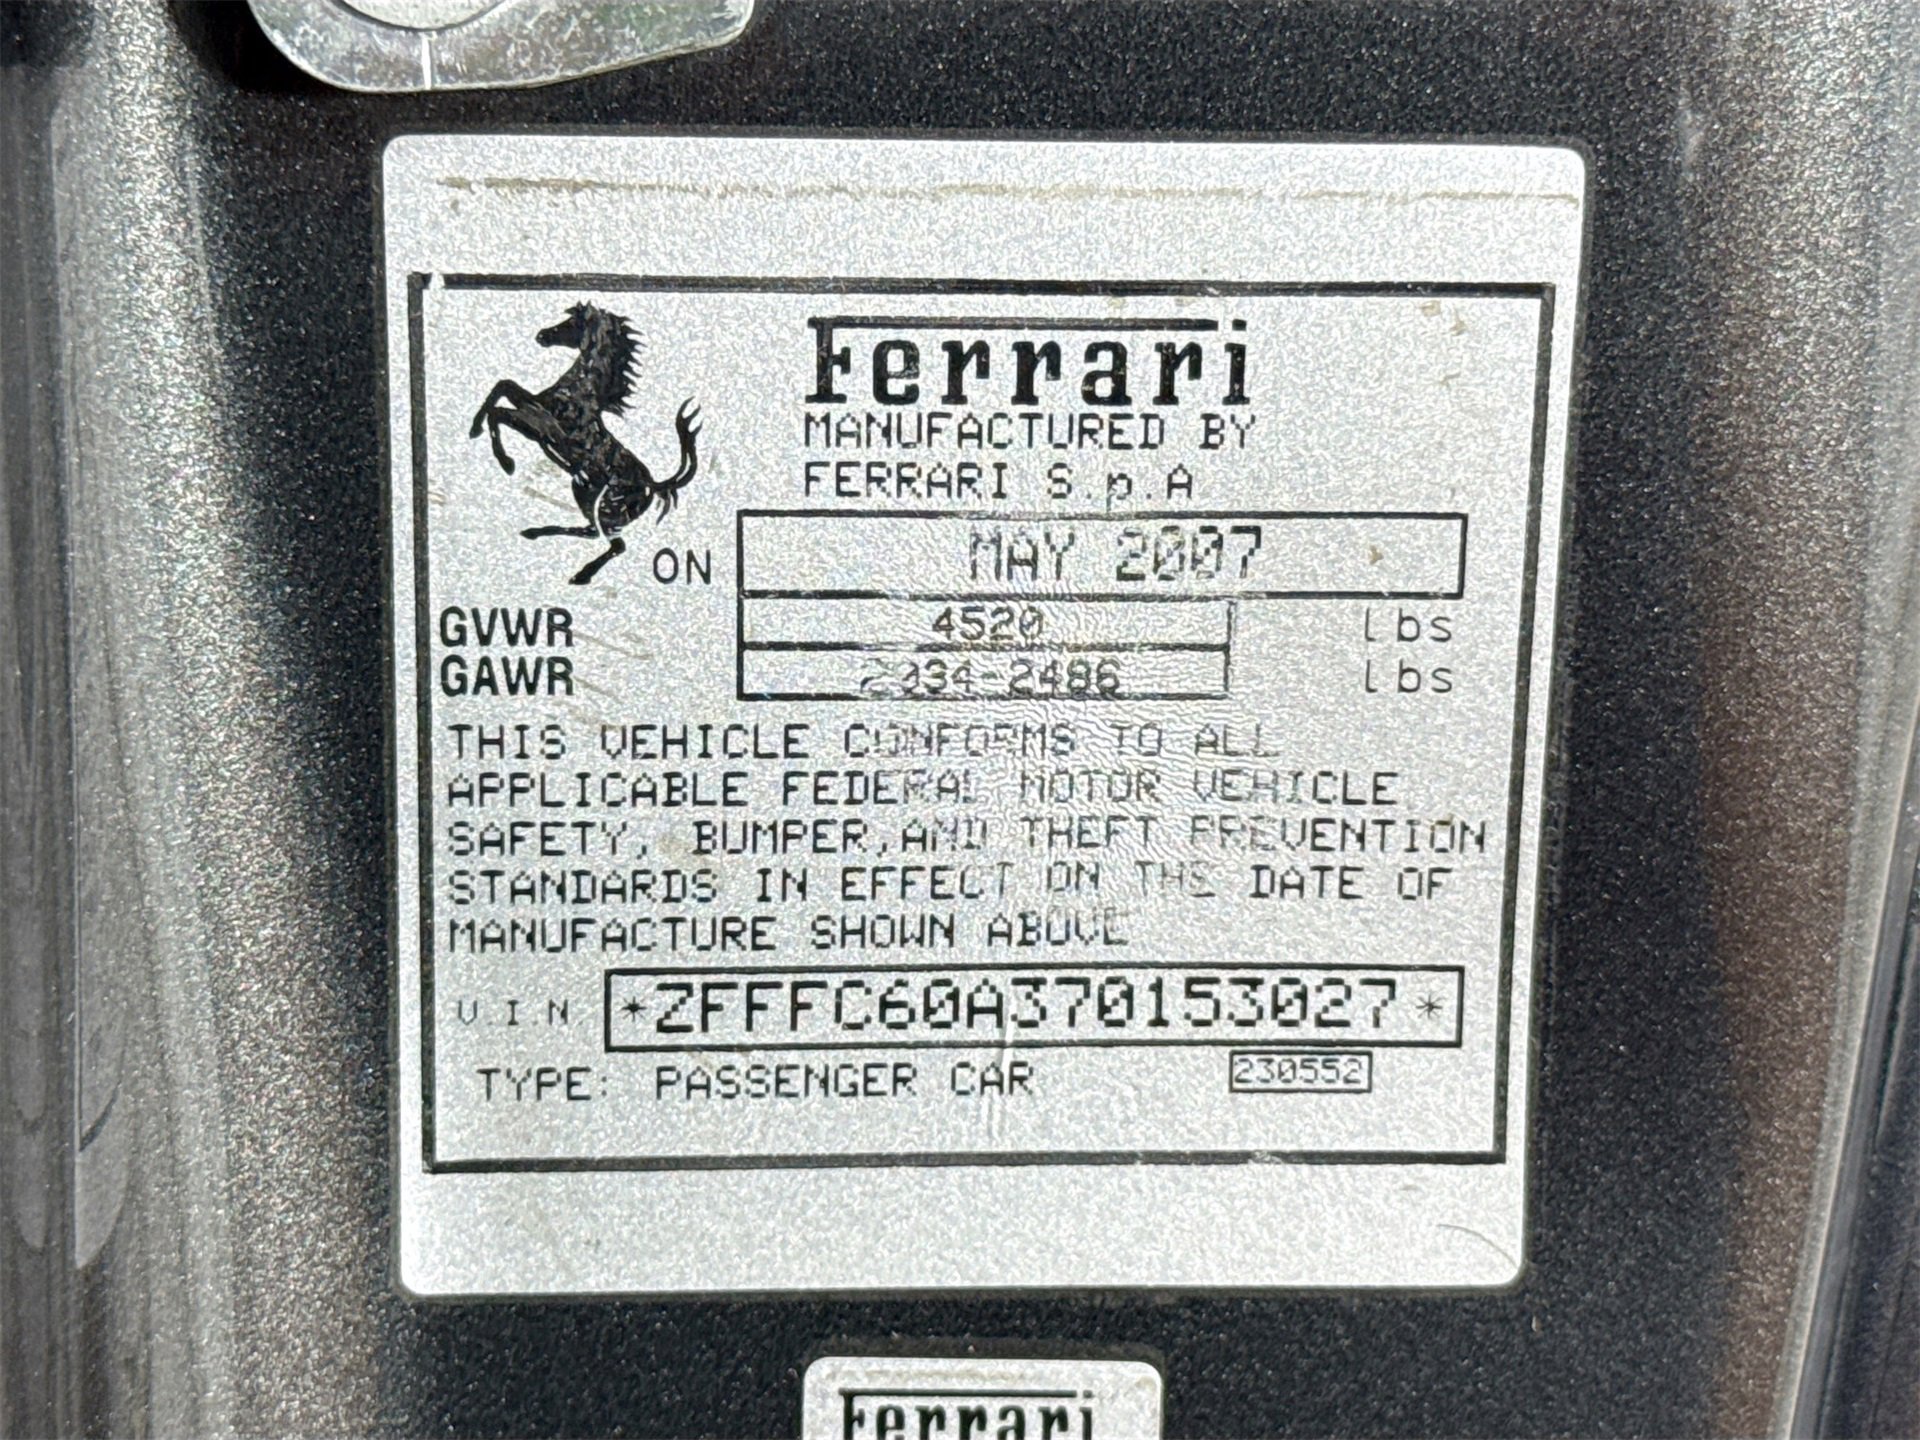 Ferrari
MANUFACTURED BY
FERRARI S.p.A
ON MAY 2007
GVWR 4520 lbs
GAWR 2034-2486 lbs
THIS VEHICLE CONFORMS TO ALL
APPLICABLE FEDERAL MOTOR VEHICLE
SAFETY, BUMPER,AND THEFT PREVENTION
STANDARDS IN EFFECT ON THE DATE OF
MANUFACTURE SHOWN ABOVE
V.I.N. *ZFFFC60A370153027*
TYPE: PASSENGER CAR 230552
Ferrari